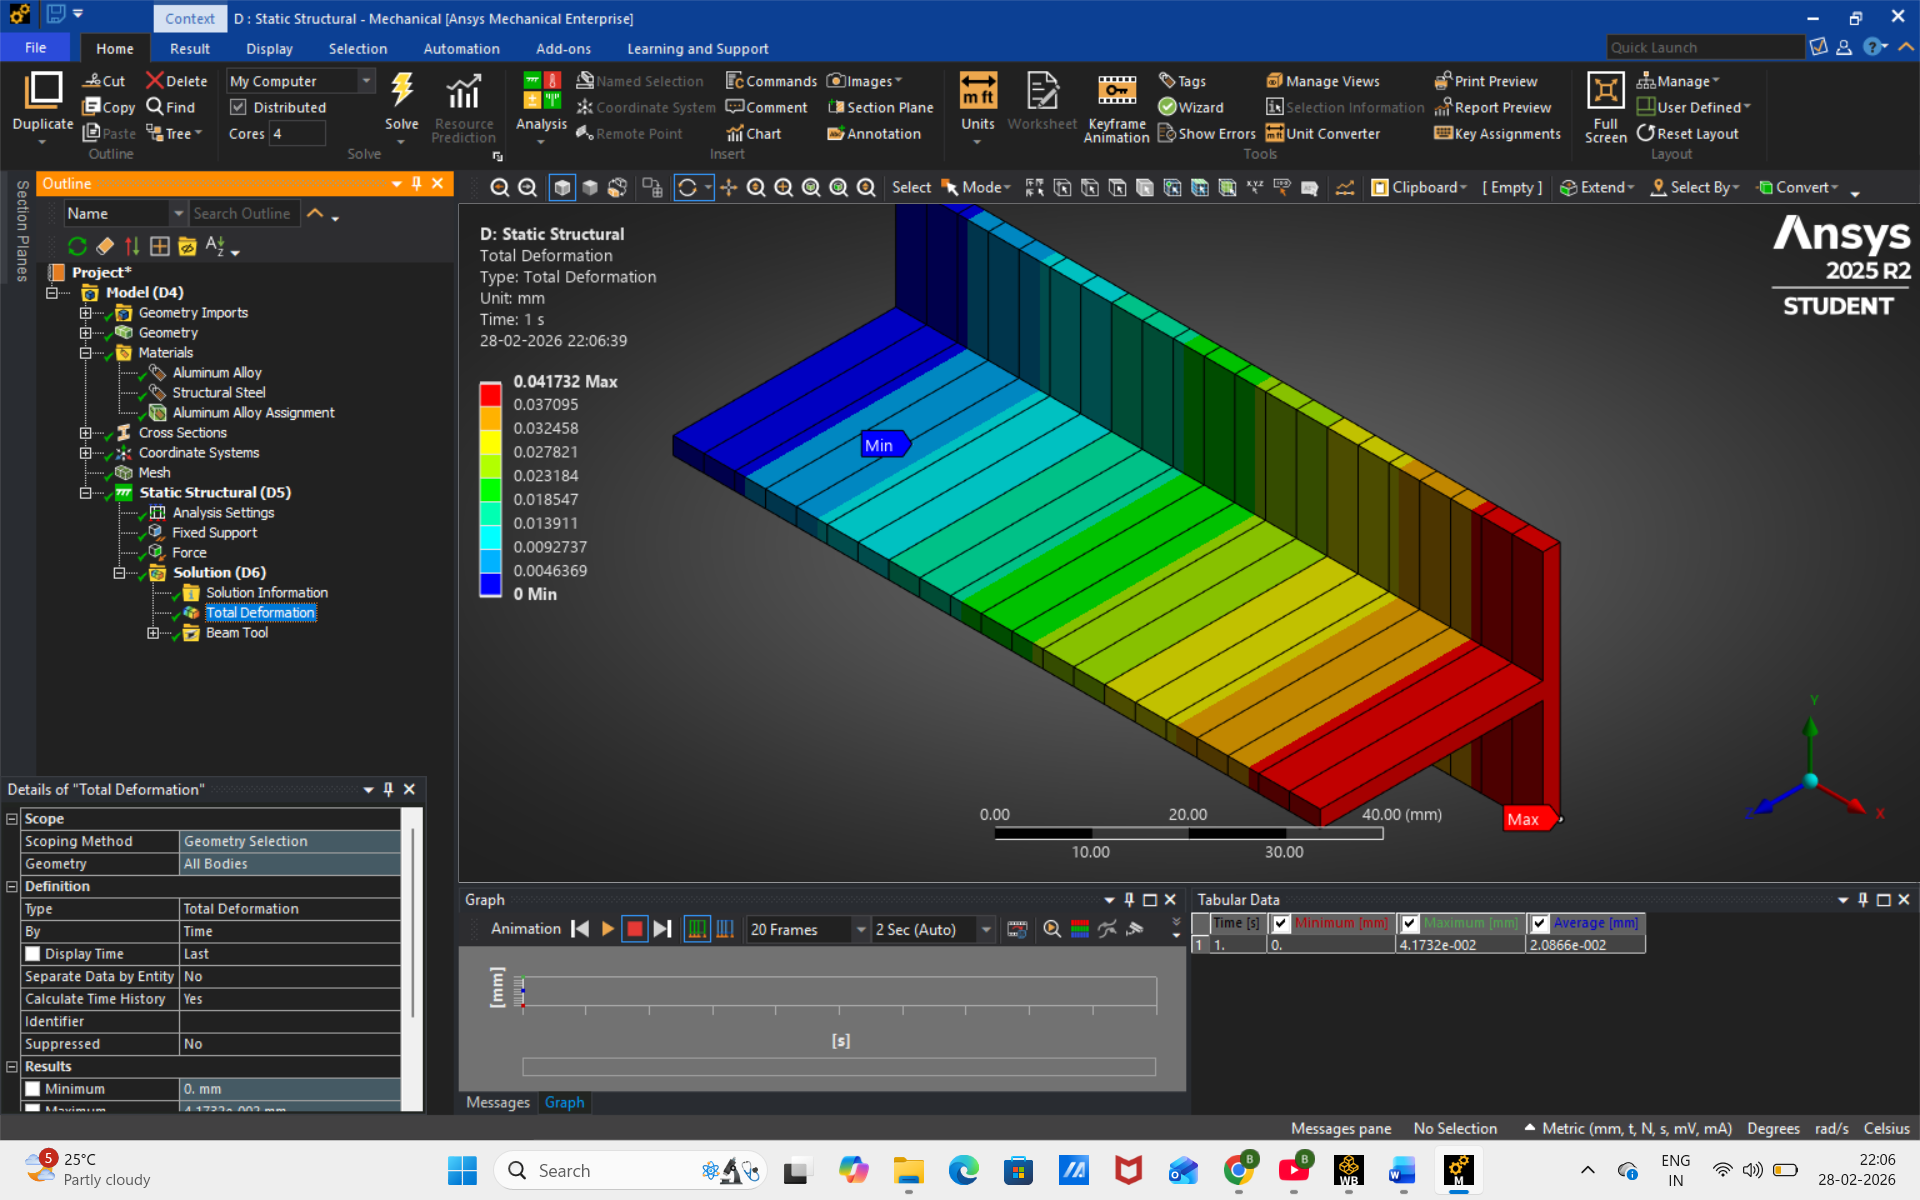 Context
D : Static Structural - Mechanical [Ansys Mechanical Enterprise]
File
Home
Result
Display
Selection
Automation
Add-ons
Learning and Support
Quick Launch
Duplicate
Cut
Copy
Paste
Delete
Find
Tree
Outline
My Computer
Distributed
Cores 4
Solve
Resource Prediction
Solve
Analysis
Named Selection
Coordinate System
Remote Point
Commands
Comment
Chart
Images
Section Plane
Annotation
Insert
Units
Worksheet
Keyframe Animation
Tags
Wizard
Show Errors
Manage Views
Selection Information
Unit Converter
Print Preview
Report Preview
Key Assignments
Tools
Full Screen
Manage
User Defined
Reset Layout
Layout
Section Planes
Outline
Name
Search Outline
Select
Mode
Clipboard
[ Empty ]
Extend
Select By
Convert
Project*
Model (D4)
Geometry Imports
Geometry
Materials
Aluminum Alloy
Structural Steel
Aluminum Alloy Assignment
Cross Sections
Coordinate Systems
Mesh
Static Structural (D5)
Analysis Settings
Fixed Support
Force
Solution (D6)
Solution Information
Total Deformation
Beam Tool
D: Static Structural
Total Deformation
Type: Total Deformation
Unit: mm
Time: 1 s
28-02-2026 22:06:39
0.041732 Max
0.037095
0.032458
0.027821
0.023184
0.018547
0.013911
0.0092737
0.0046369
0 Min
Min
Max
Ansys
2025 R2
STUDENT
0.00
20.00
40.00 (mm)
10.00
30.00
Y
Z
X
Details of "Total Deformation"
Scope
Scoping Method Geometry Selection
Geometry All Bodies
Definition
Type Total Deformation
By Time
Display Time Last
Separate Data by Entity No
Calculate Time History Yes
Identifier
Suppressed No
Results
Minimum 0. mm
Maximum 4.1732e-002 mm
Graph
Animation
20 Frames
2 Sec (Auto)
[mm]
[s]
Messages
Graph
Tabular Data
Time [s] Minimum [mm] Maximum [mm] Average [mm]
1 1. 0. 4.1732e-002 2.0866e-002
Messages pane
No Selection
Metric (mm, t, N, s, mV, mA)
Degrees
rad/s
Celsius
5
25°C
Partly cloudy
Search
B
B
WB
W
M
ENG
IN
22:06
28-02-2026